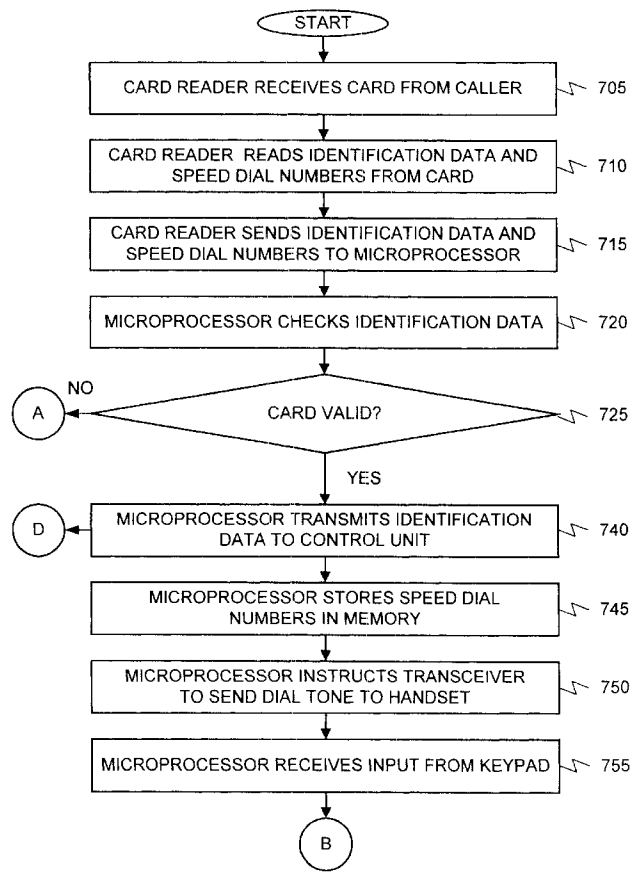 START
CARD READER RECEIVES CARD FROM CALLER
705
CARD READER READS IDENTIFICATION DATA AND
SPEED DIAL NUMBERS FROM CARD
710
CARD READER SENDS IDENTIFICATION DATA AND
SPEED DIAL NUMBERS TO MICROPROCESSOR
715
MICROPROCESSOR CHECKS IDENTIFICATION DATA
720
NO
A
CARD VALID?
725
YES
D
MICROPROCESSOR TRANSMITS IDENTIFICATION
DATA TO CONTROL UNIT
740
MICROPROCESSOR STORES SPEED DIAL
NUMBERS IN MEMORY
745
MICROPROCESSOR INSTRUCTS TRANSCEIVER
TO SEND DIAL TONE TO HANDSET
750
MICROPROCESSOR RECEIVES INPUT FROM KEYPAD
755
B